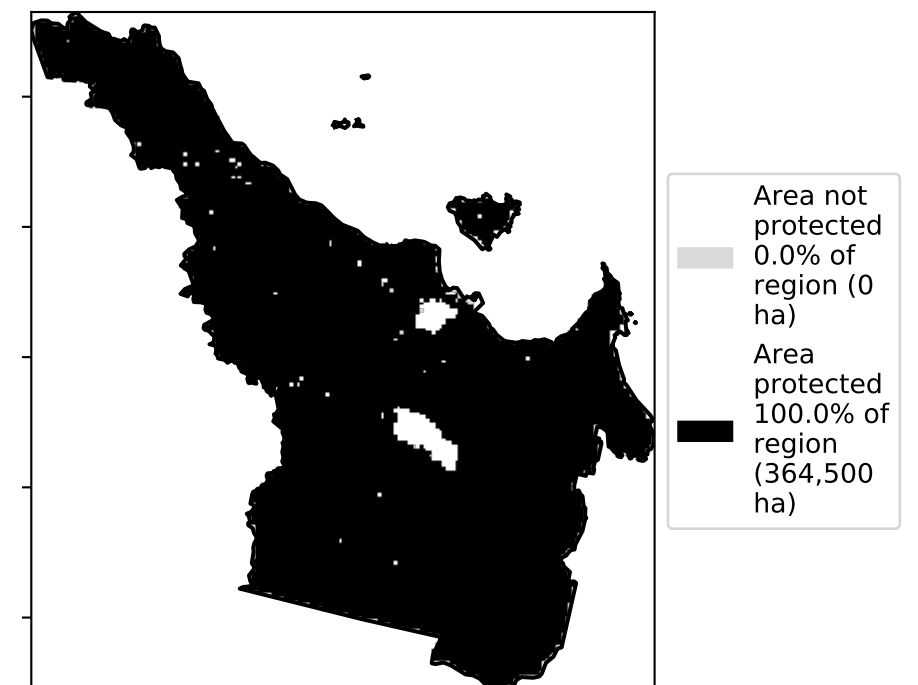 Area not
protected
0.0% of
region (0
ha)
Area
protected
100.0% of
region
(364,500
ha)